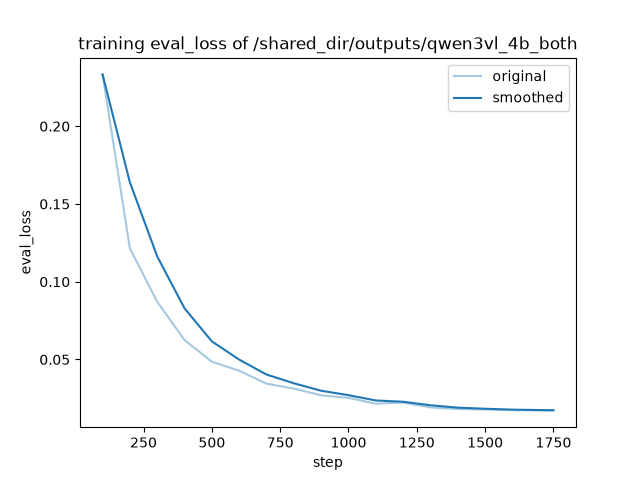 training eval_loss of /shared_dir/outputs/qwen3vl_4b_both
original
smoothed
0.20
0.15
0.10
0.05
eval_loss
250 500 750 1000 1250 1500 1750
step